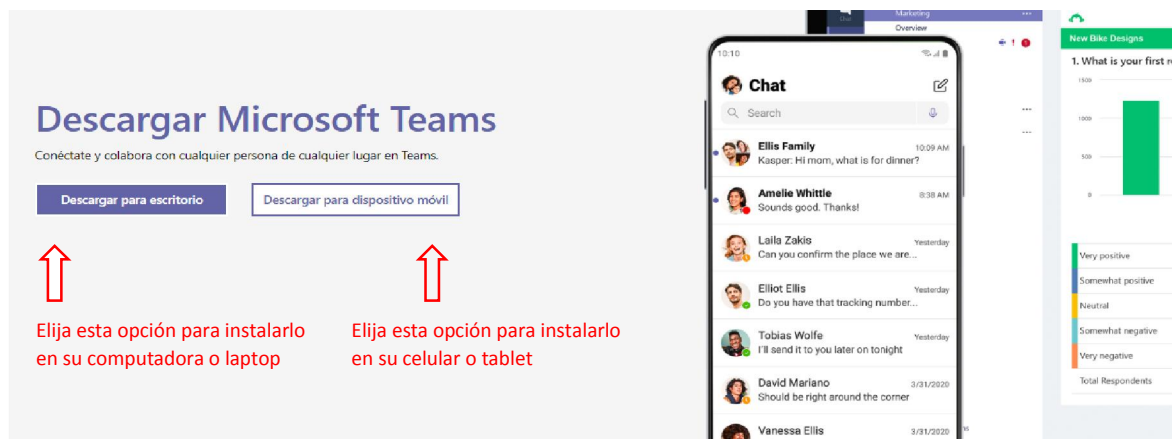 Descargar Microsoft Teams
Conéctate y colabora con cualquier persona de cualquier lugar en Teams.
Descargar para escritorio
Descargar para dispositivo móvil
Elija esta opción para instalarlo
en su computadora o laptop
Elija esta opción para instalarlo
en su celular o tablet
Chat
Marketing
Overview
10:10
Chat
Search
Ellis Family 10:09 AM
Kasper: Hi mom, what is for dinner?
Amelie Whittle 8:38 AM
Sounds good. Thanks!
Laila Zakis Yesterday
Can you confirm the place we are...
Elliot Ellis Yesterday
Do you have that tracking number...
Tobias Wolfe Yesterday
I'll send it to you later on tonight
David Mariano 3/31/2020
Should be right around the corner
Vanessa Ellis 3/31/2020
New Bike Designs
1. What is your first
1500
1000
500
0
Very positive
Somewhat positive
Neutral
Somewhat negative
Very negative
Total Respondents